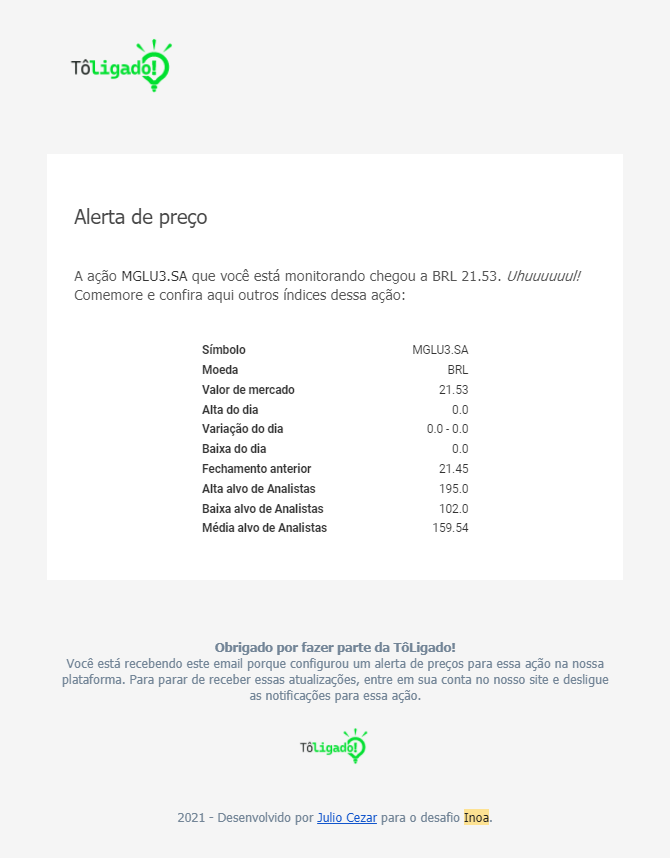 Tôligado!
Alerta de preço
A ação MGLU3.SA que você está monitorando chegou a BRL 21.53. Uhuuuuuul!
Comemore e confira aqui outros índices dessa ação:
Símbolo MGLU3.SA
Moeda BRL
Valor de mercado 21.53
Alta do dia 0.0
Variação do dia 0.0 - 0.0
Baixa do dia 0.0
Fechamento anterior 21.45
Alta alvo de Analistas 195.0
Baixa alvo de Analistas 102.0
Média alvo de Analistas 159.54
Obrigado por fazer parte da TôLigado!
Você está recebendo este email porque configurou um alerta de preços para essa ação na nossa
plataforma. Para parar de receber essas atualizações, entre em sua conta no nosso site e desligue
as notificações para essa ação.
Tôligado!
2021 - Desenvolvido por Julio Cezar para o desafio Inoa.